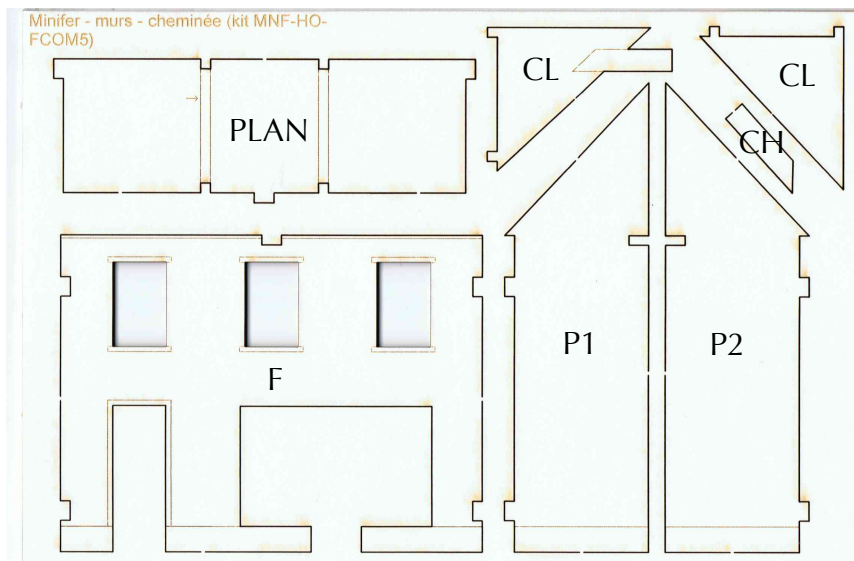 Minifer - murs - cheminée (kit MNF-HO-
FCOM5)
CL
CL
PLAN
CH
P1
P2
F